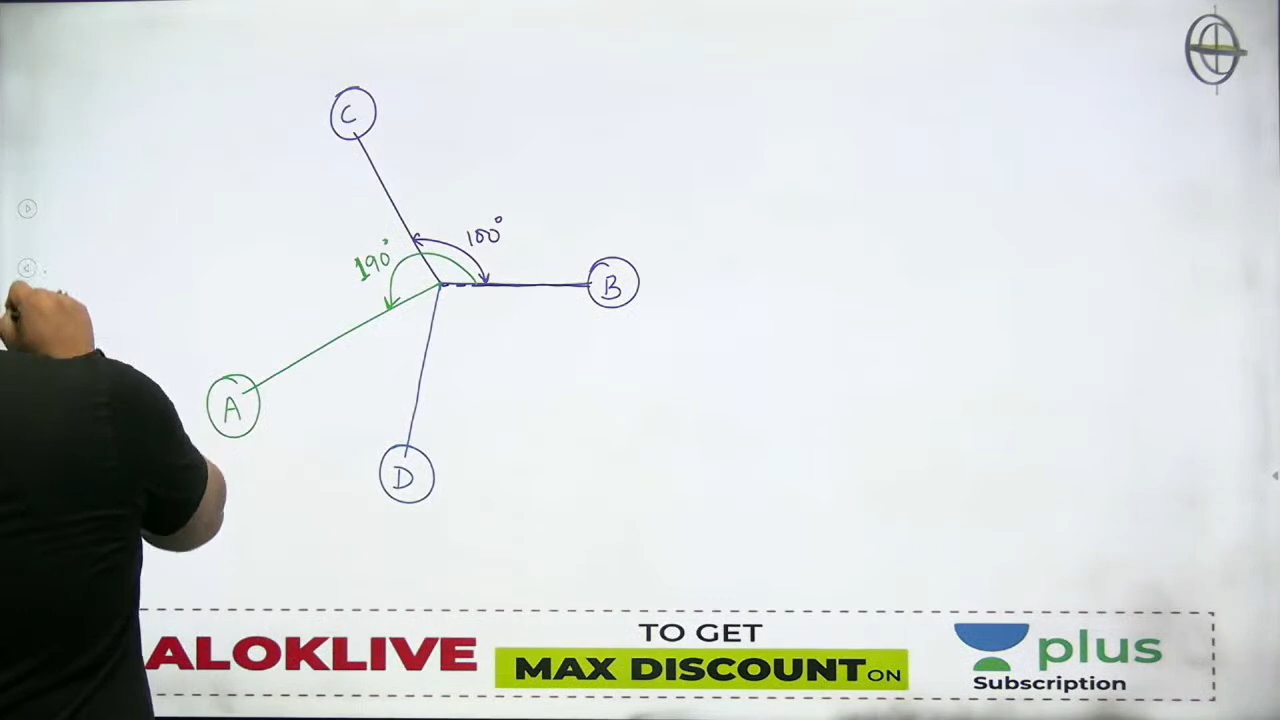 C
100°
190°
B
A
D
ALOKLIVE
TO GET
MAX DISCOUNT ON
plus
Subscription